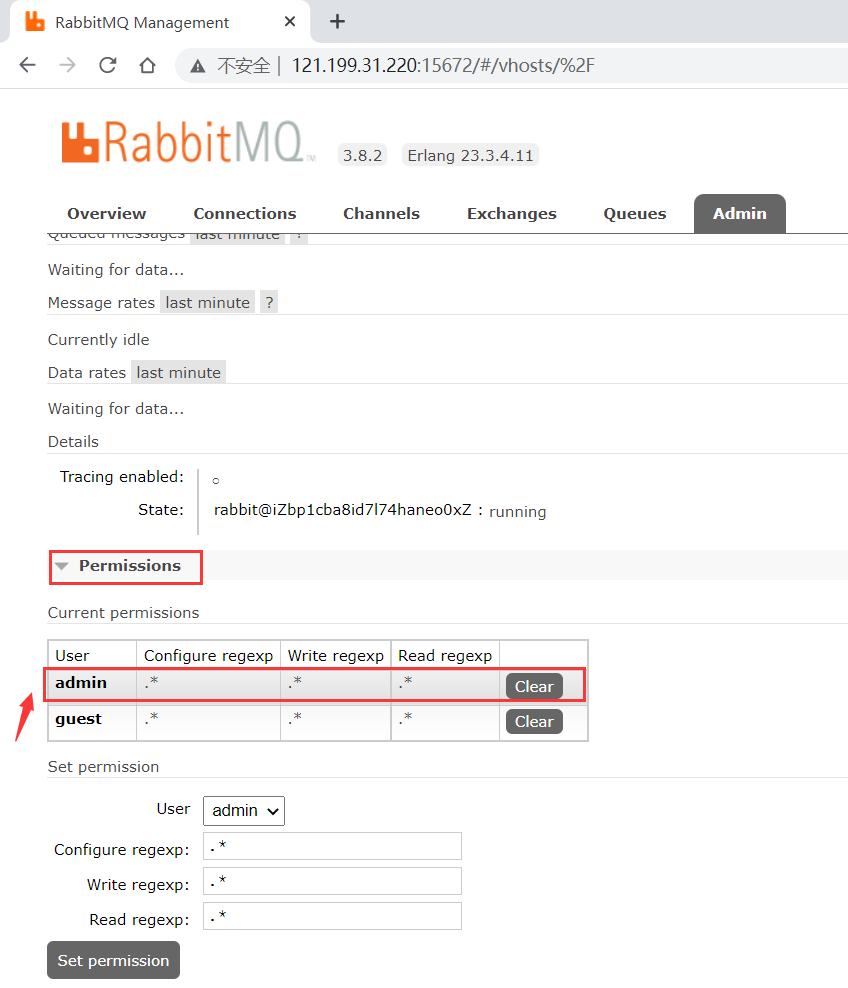 RabbitMQ Management
不安全 | 121.199.31.220:15672/#/vhosts/%2F
RabbitMQ TM 3.8.2 Erlang 23.3.4.11
Overview Connections Channels Exchanges Queues Admin
Queued messages last minute ?
Waiting for data...
Message rates last minute ?
Currently idle
Data rates last minute
Waiting for data...
Details
Tracing enabled: ○
State: rabbit@iZbp1cba8id7l74haneo0xZ : running
Permissions
Current permissions
User Configure regexp Write regexp Read regexp
admin .* .* .* Clear
guest .* .* .* Clear
Set permission
User admin
Configure regexp: .*
Write regexp: .*
Read regexp: .*
Set permission